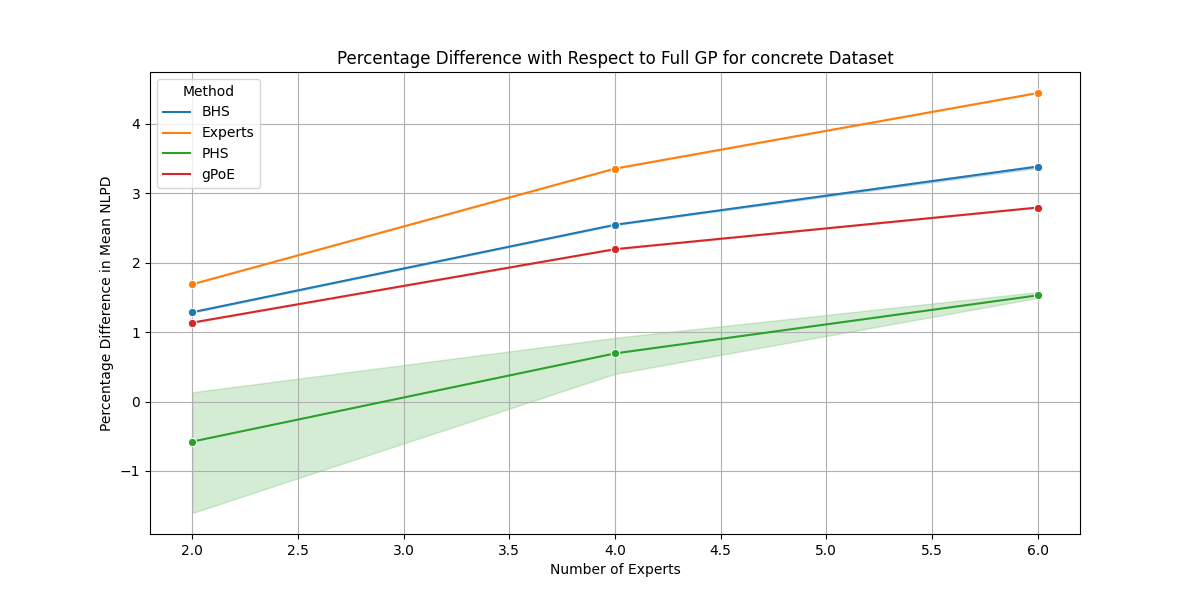 Percentage Difference with Respect to Full GP for concrete Dataset
Method
BHS
Experts
PHS
gPoE
Percentage Difference in Mean NLPD
4
3
2
1
0
−1
2.0 2.5 3.0 3.5 4.0 4.5 5.0 5.5 6.0
Number of Experts